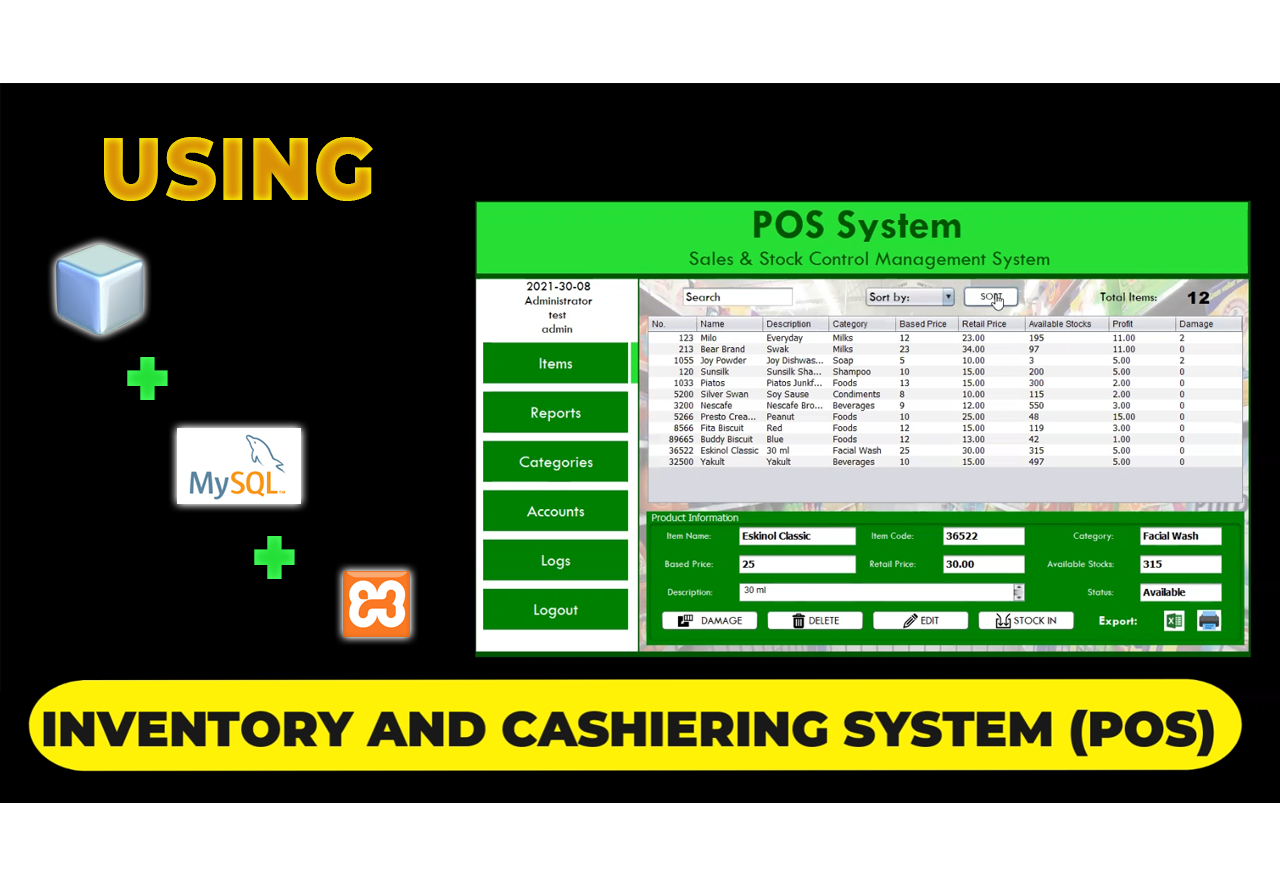 USING
MySQL™
POS System
Sales & Stock Control Management System
2021-30-08
Administrator
test
admin
Items
Reports
Categories
Accounts
Logs
Logout
Search
Sort by:
SORT
Total Items: 12
No. Name Description Category Based Price Retail Price Available Stocks Profit Damage
123 Milo Everyday Milks 12 23.00 195 11.00 2
213 Bear Brand Swak Milks 23 34.00 97 11.00 0
1055 Joy Powder Joy Dishwas... Soap 5 10.00 3 5.00 2
120 Sunsilk Sunsilk Sha... Shampoo 10 15.00 200 5.00 0
1033 Piatos Piatos Junkf... Foods 13 15.00 300 2.00 0
5200 Silver Swan Soy Sause Condiments 8 10.00 115 2.00 0
3200 Nescafe Nescafe Bro... Beverages 9 12.00 550 3.00 0
5266 Presto Crea... Peanut Foods 10 25.00 48 15.00 0
8566 Fita Biscuit Red Foods 12 15.00 119 3.00 0
89665 Buddy Biscuit Blue Foods 12 13.00 42 1.00 0
36522 Eskinol Classic 30 ml Facial Wash 25 30.00 315 5.00 0
32500 Yakult Yakult Beverages 10 15.00 497 5.00 0
Product Information
Item Name: Eskinol Classic Item Code: 36522 Category: Facial Wash
Based Price: 25 Retail Price: 30.00 Available Stocks: 315
Description: 30 ml Status: Available
DAMAGE DELETE EDIT STOCK IN Export:
INVENTORY AND CASHIERING SYSTEM (POS)